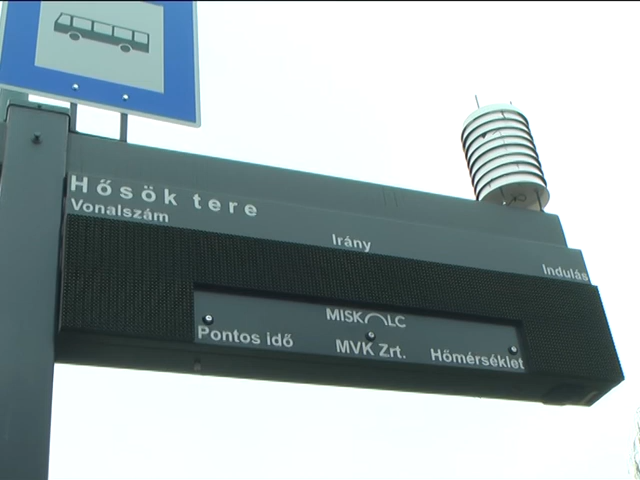 Hősök tere
Vonalszám Irány Indulás
MISKOLC
Pontos idő MVK Zrt. Hőmérséklet